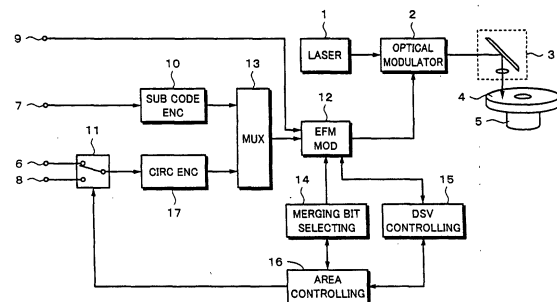 1
2
9
LASER
OPTICAL MODULATOR
3
10
13
12
4
7
SUB CODE ENC
5
11
MUX
EFM MOD
6
8
CIRC ENC
17
14
15
MERGING BIT SELECTING
DSV CONTROLLING
16
AREA CONTROLLING